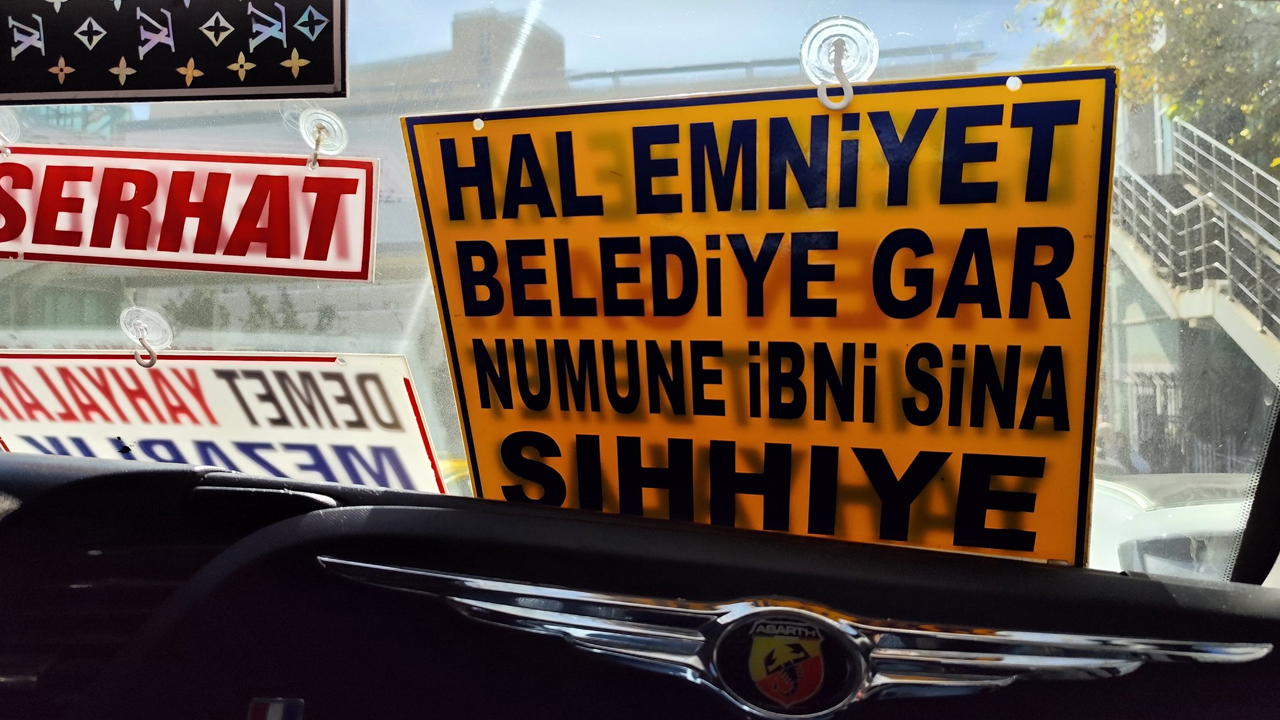 SERHAT
HAL EMNiYET
BELEDiYE GAR
NUMUNE iBNi SiNA
SIHHIYE
DEMET YAHYALAR
MEZARLIK
ABARTH